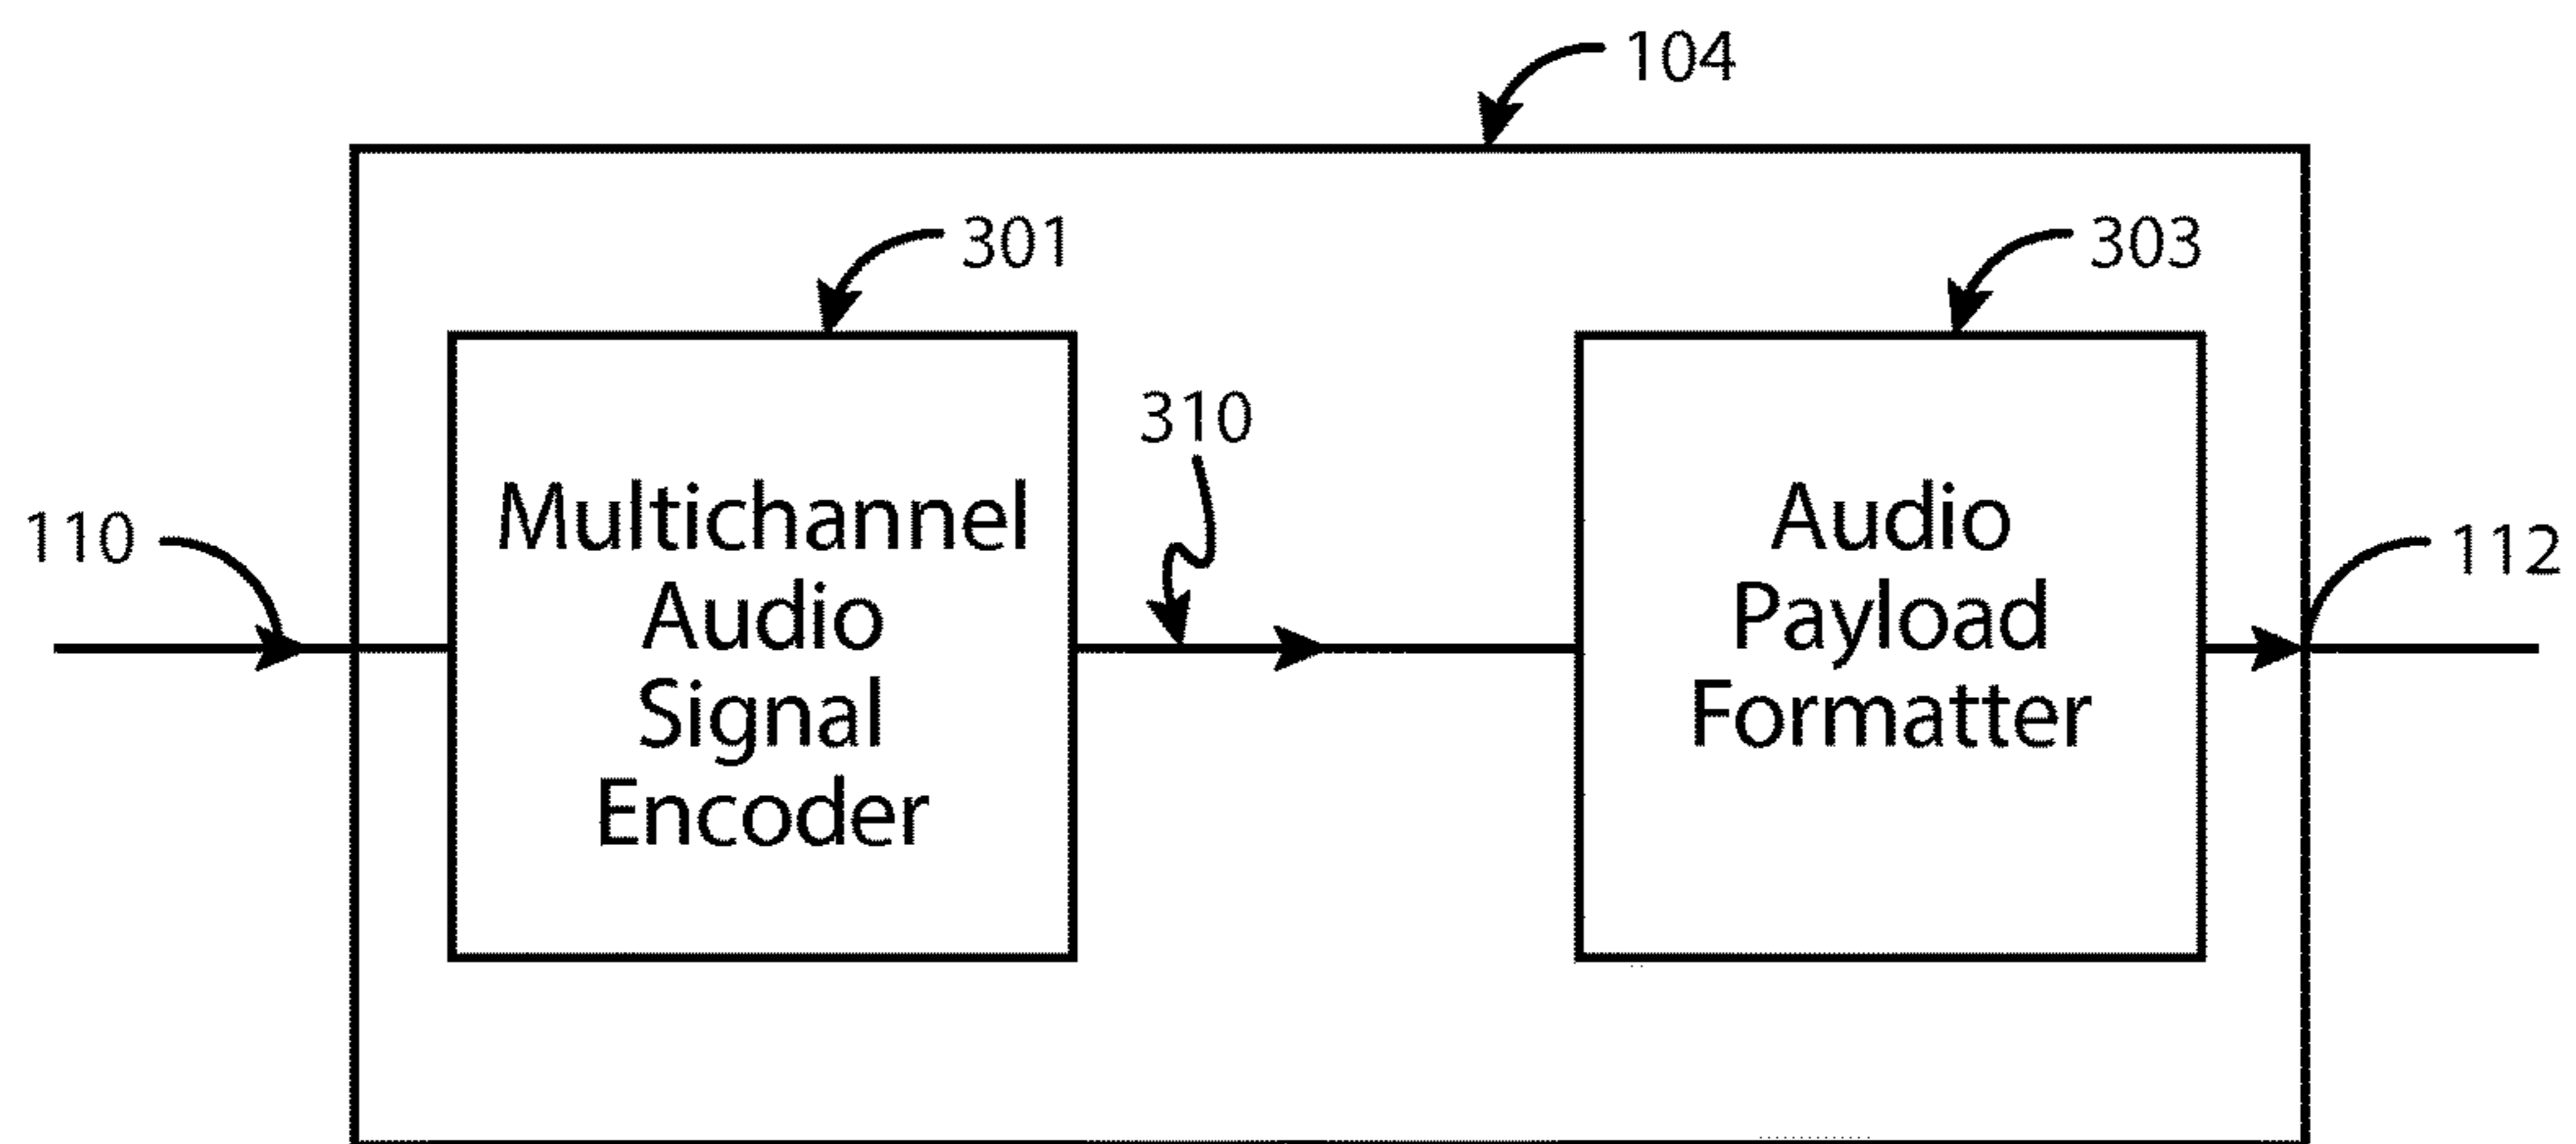 104
301
303
310
110
Multichannel
Audio
Signal
Encoder
Audio
Payload
Formatter
112